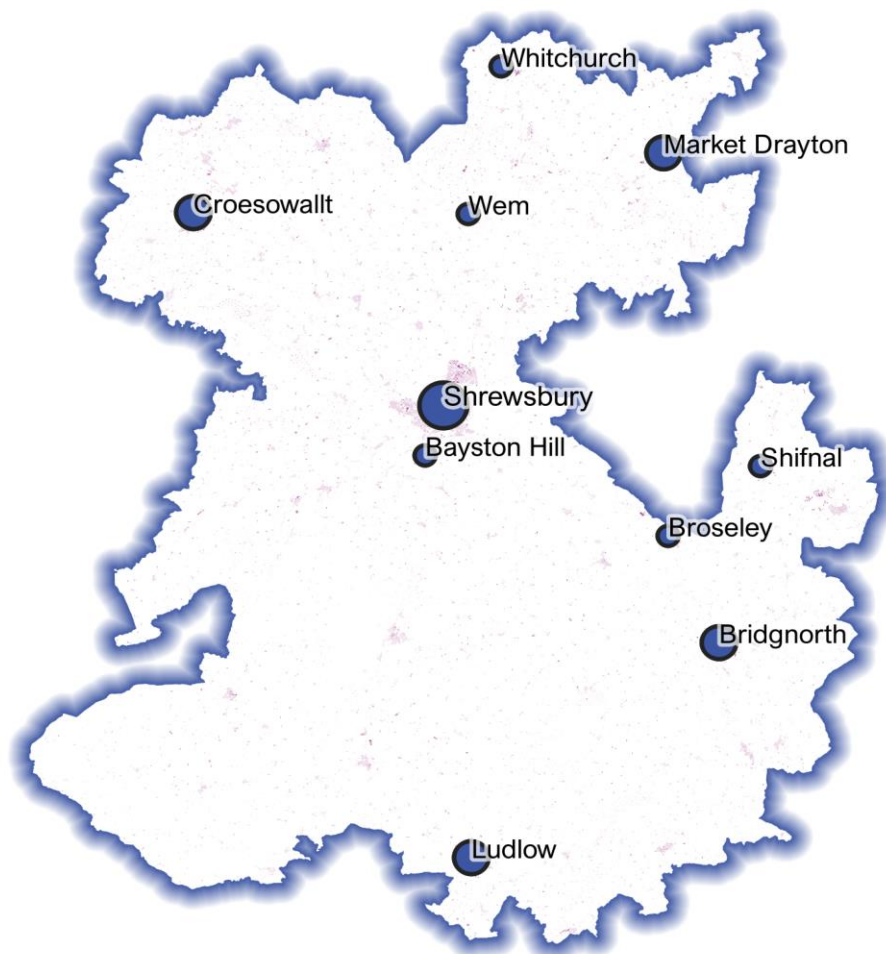 Whitchurch
Market Drayton
Croesowallt
Wem
Shrewsbury
Bayston Hill
Shifnal
Broseley
Bridgnorth
Ludlow